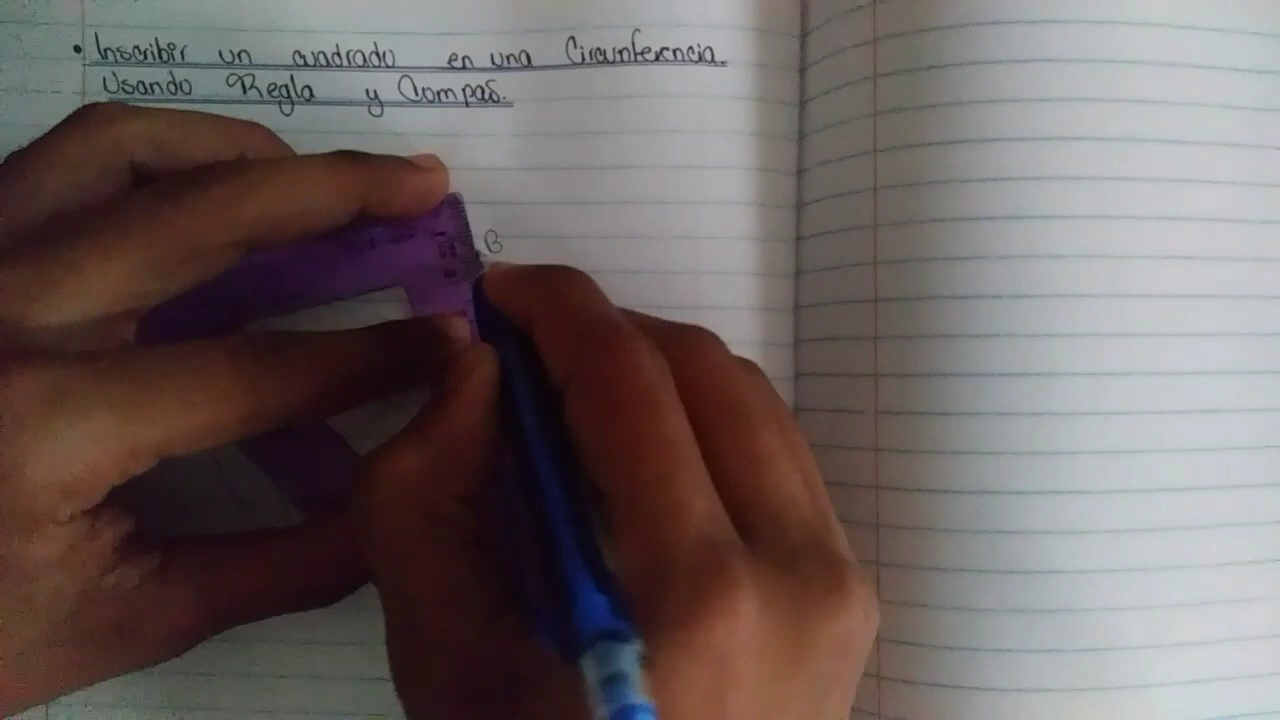 • Inscribir un cuadrado en una Circunferencia.
Usando Regla y Compas.
B